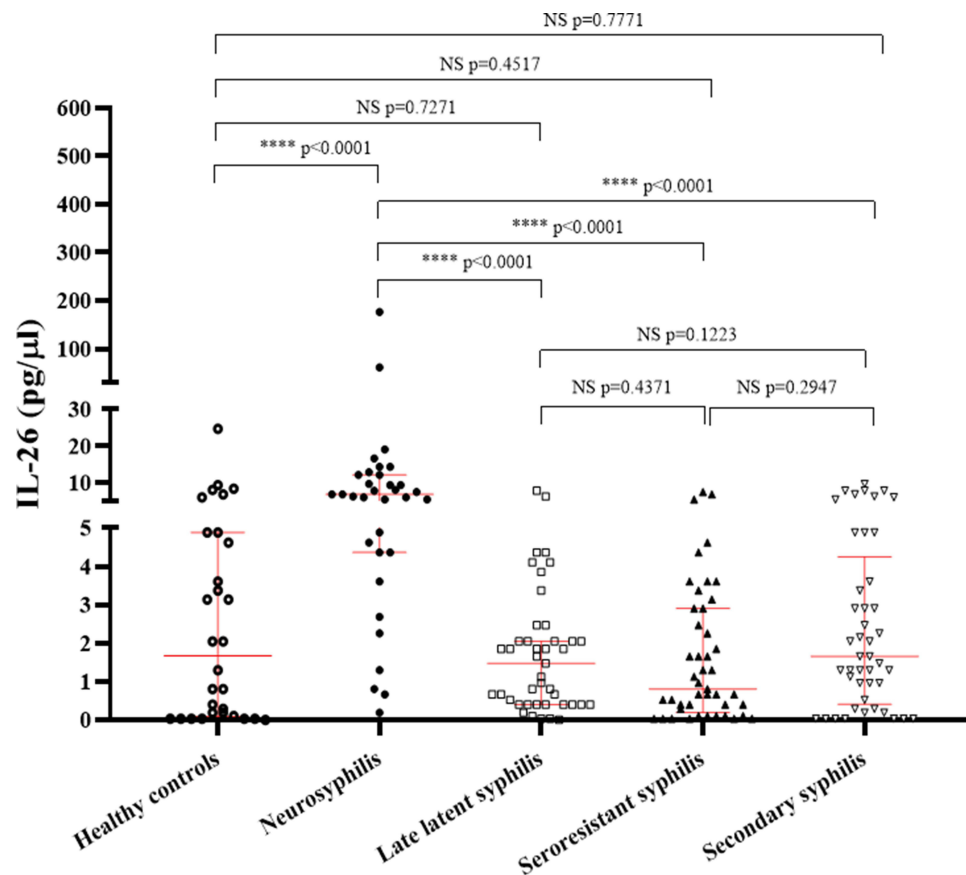 NS p=0.7771
NS p=0.4517
NS p=0.7271
**** p<0.0001
**** p<0.0001
**** p<0.0001
**** p<0.0001
NS p=0.1223
NS p=0.4371
NS p=0.2947
IL-26 (pg/µl)
600
500
400
300
200
100
30
20
10
5
4
3
2
1
0
Healthy controls
Neurosyphilis
Late latent syphilis
Seroresistant syphilis
Secondary syphilis